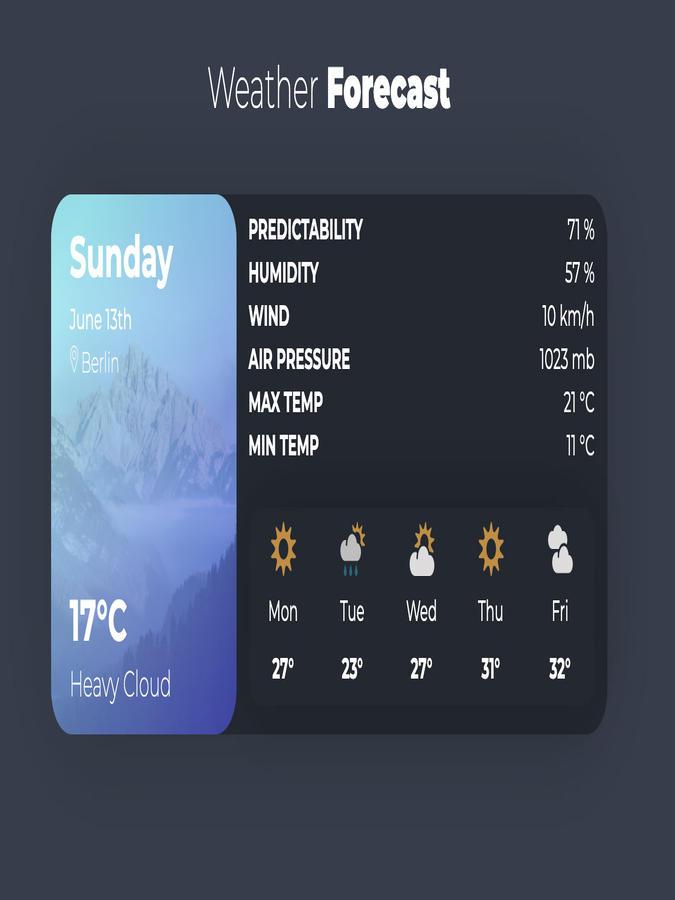 Weather Forecast
Sunday
June 13th
Berlin
17°C
Heavy Cloud
PREDICTABILITY 71 %
HUMIDITY 57 %
WIND 10 km/h
AIR PRESSURE 1023 mb
MAX TEMP 21 °C
MIN TEMP 11 °C
Mon Tue Wed Thu Fri
27° 23° 27° 31° 32°